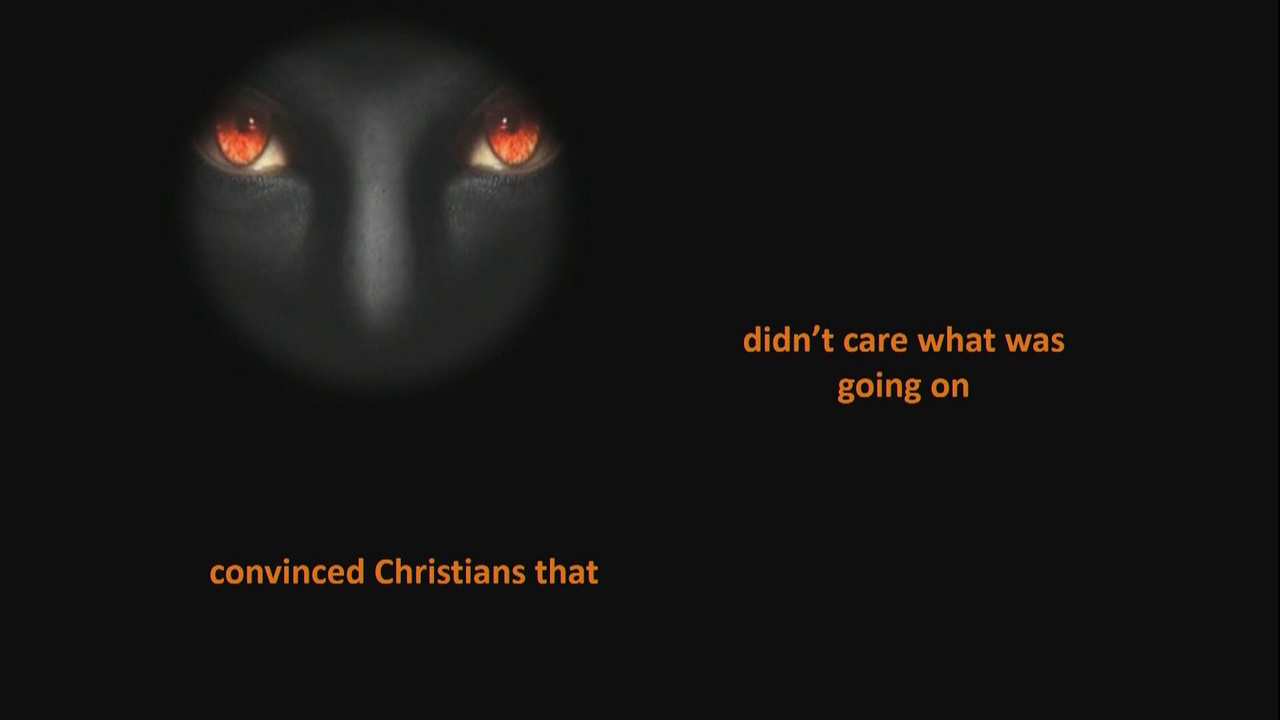 didn’t care what was
going on
convinced Christians that